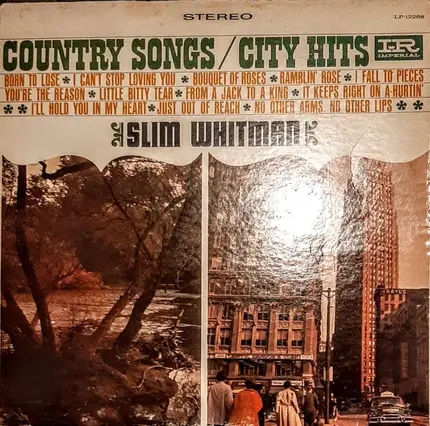 STEREO
LP-12268
COUNTRY SONGS / CITY HITS IR IMPERIAL
BORN TO LOSE * I CAN'T STOP LOVING YOU * BOUQUET OF ROSES * RAMBLIN' ROSE * I FALL TO PIECES
YOU'RE THE REASON * LITTLE BITTY TEAR * FROM A JACK TO A KING * IT KEEPS RIGHT ON A-HURTIN'
* * I'LL HOLD YOU IN MY HEART * JUST OUT OF REACH * NO OTHER ARMS, NO OTHER LIPS * *
SLIM WHITMAN